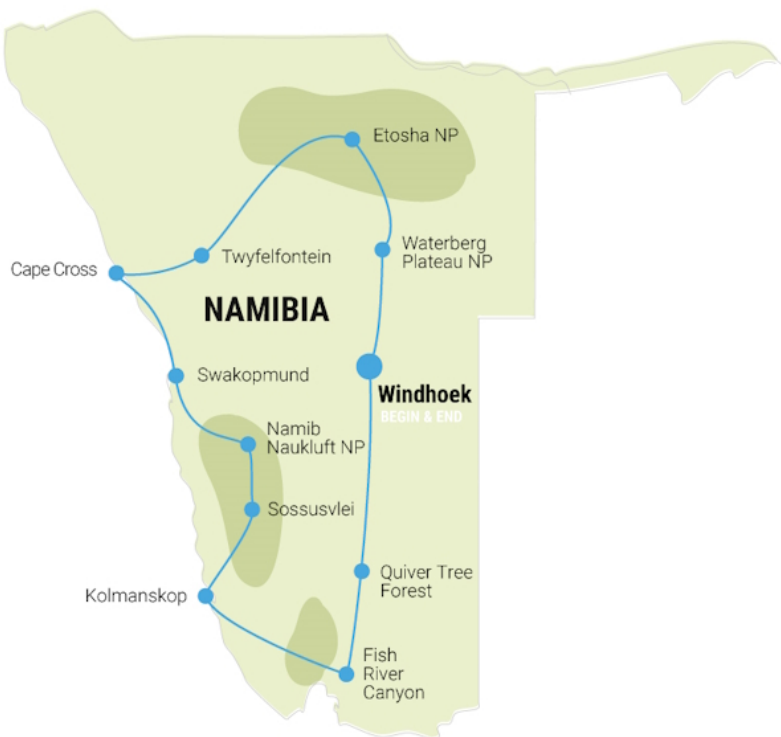 Etosha NP
Waterberg
Plateau NP
Twyfelfontein
Cape Cross
NAMIBIA
Swakopmund
Windhoek
BEGIN & END
Namib
Naukluft NP
Sossusvlei
Quiver Tree
Forest
Kolmanskop
Fish
River
Canyon